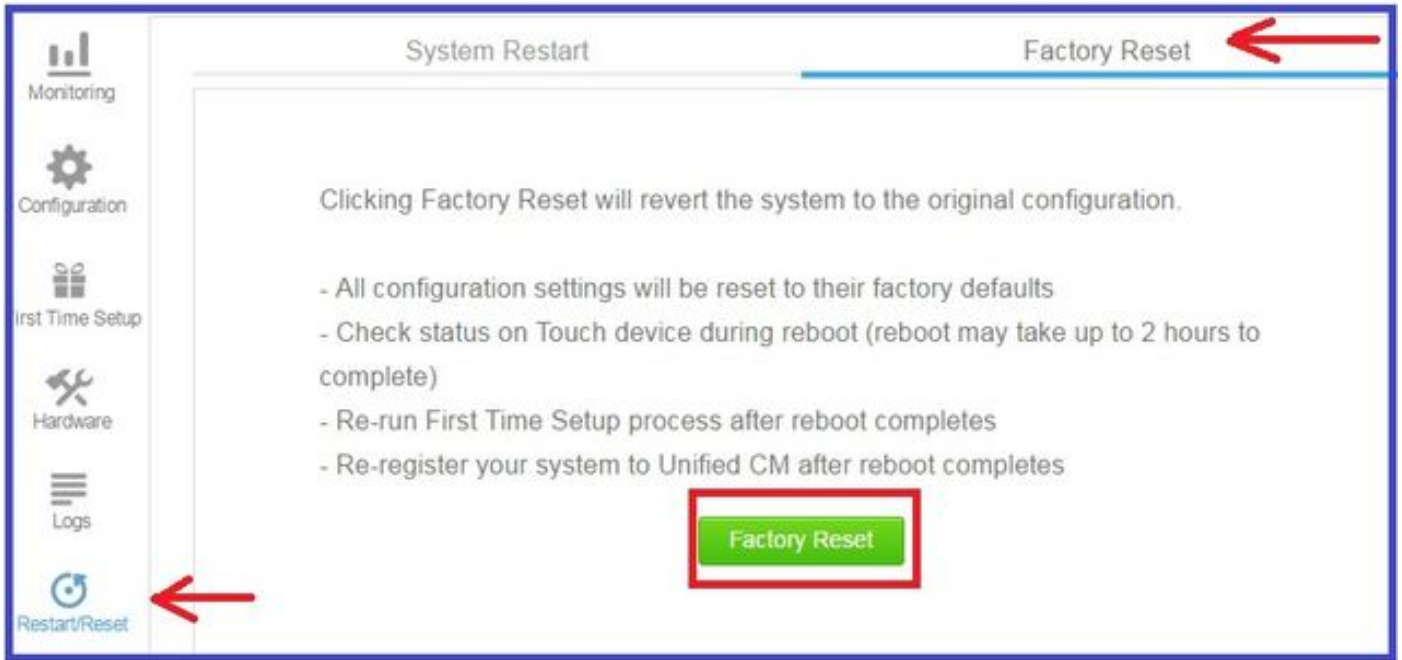 Monitoring
Configuration
irst Time Setup
Hardware
Logs
Restart/Reset
System Restart
Factory Reset
Clicking Factory Reset will revert the system to the original configuration.
- All configuration settings will be reset to their factory defaults
- Check status on Touch device during reboot (reboot may take up to 2 hours to
complete)
- Re-run First Time Setup process after reboot completes
- Re-register your system to Unified CM after reboot completes
Factory Reset